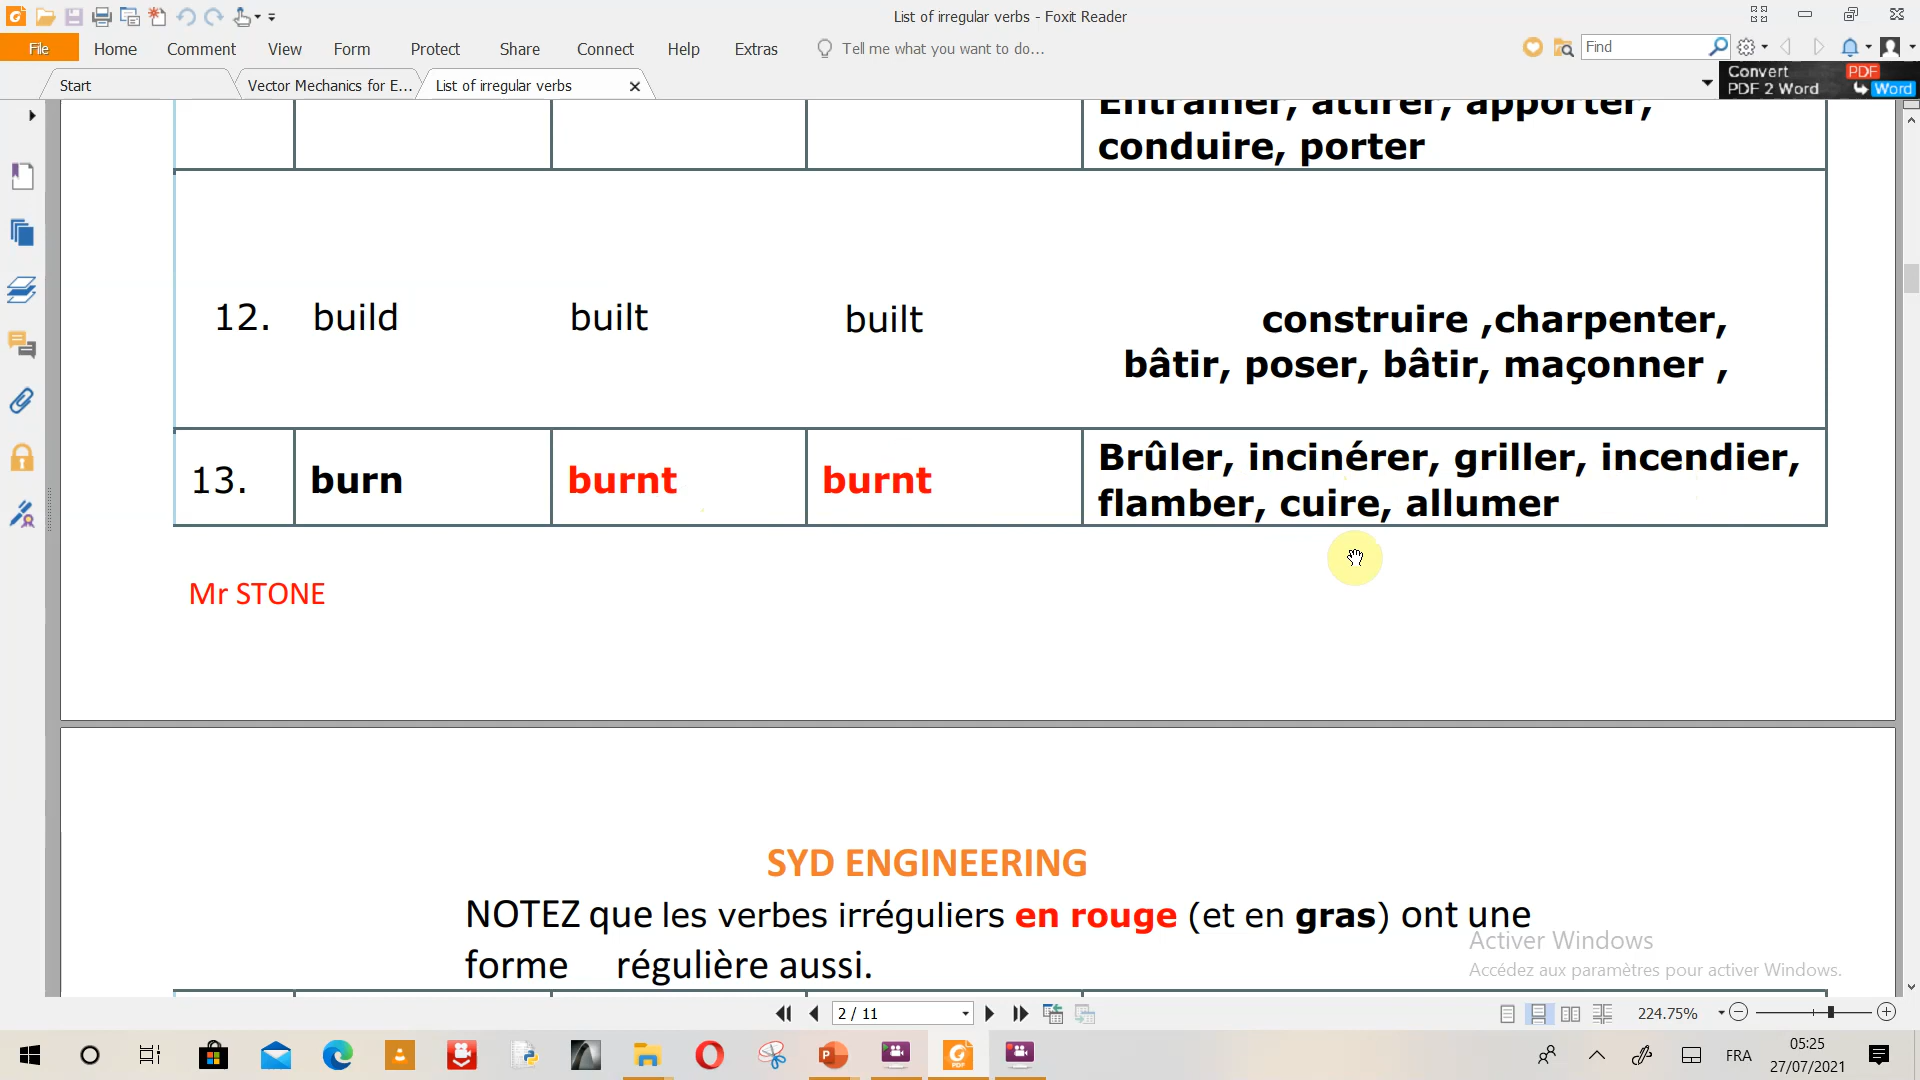 List of irregular verbs - Foxit Reader
File Home Comment View Form Protect Share Connect Help Extras Tell me what you want to do... Find
Start Vector Mechanics for E... List of irregular verbs
Convert PDF
PDF 2 Word Word
Entraîner, attirer, apporter,
conduire, porter
12. build built built construire ,charpenter,
bâtir, poser, bâtir, maçonner ,
13. burn burnt burnt Brûler, incinérer, griller, incendier,
flamber, cuire, allumer
Mr STONE
SYD ENGINEERING
NOTEZ que les verbes irréguliers en rouge (et en gras) ont une
forme régulière aussi.
Activer Windows
Accédez aux paramètres pour activer Windows.
2 / 11 224.75%
FRA 05:25
27/07/2021